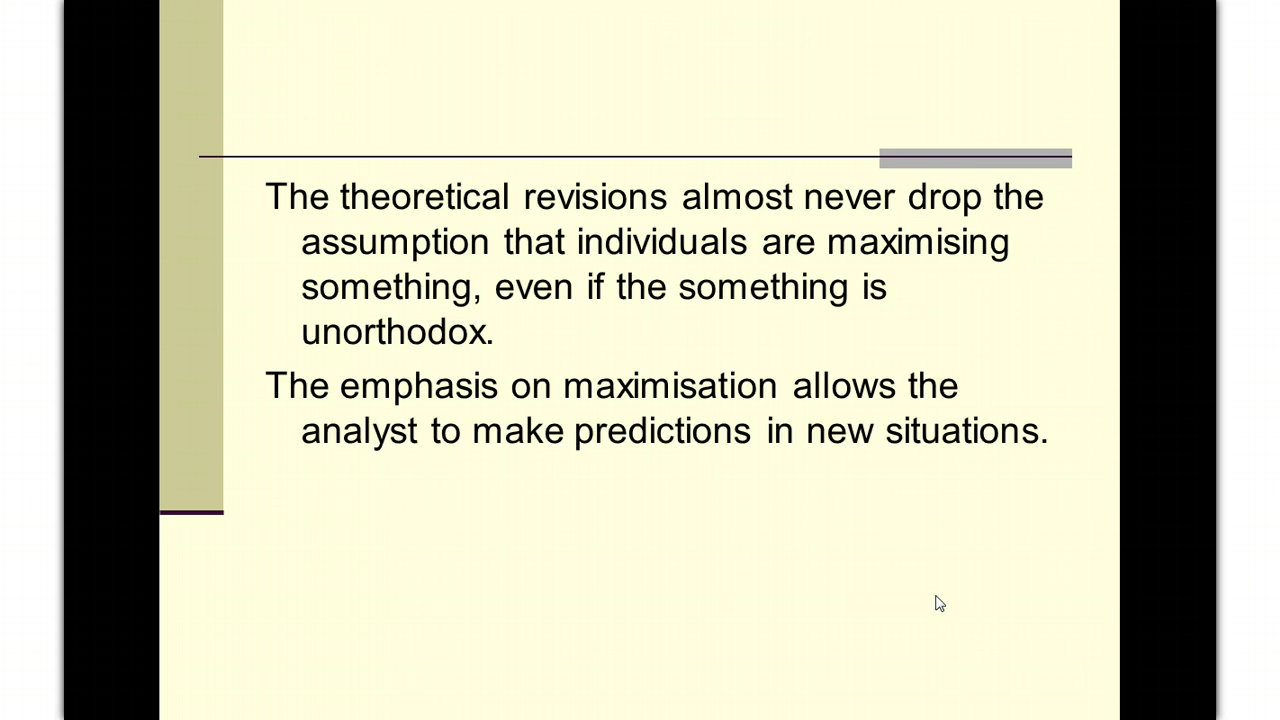 The theoretical revisions almost never drop the
assumption that individuals are maximising
something, even if the something is
unorthodox.
The emphasis on maximisation allows the
analyst to make predictions in new situations.